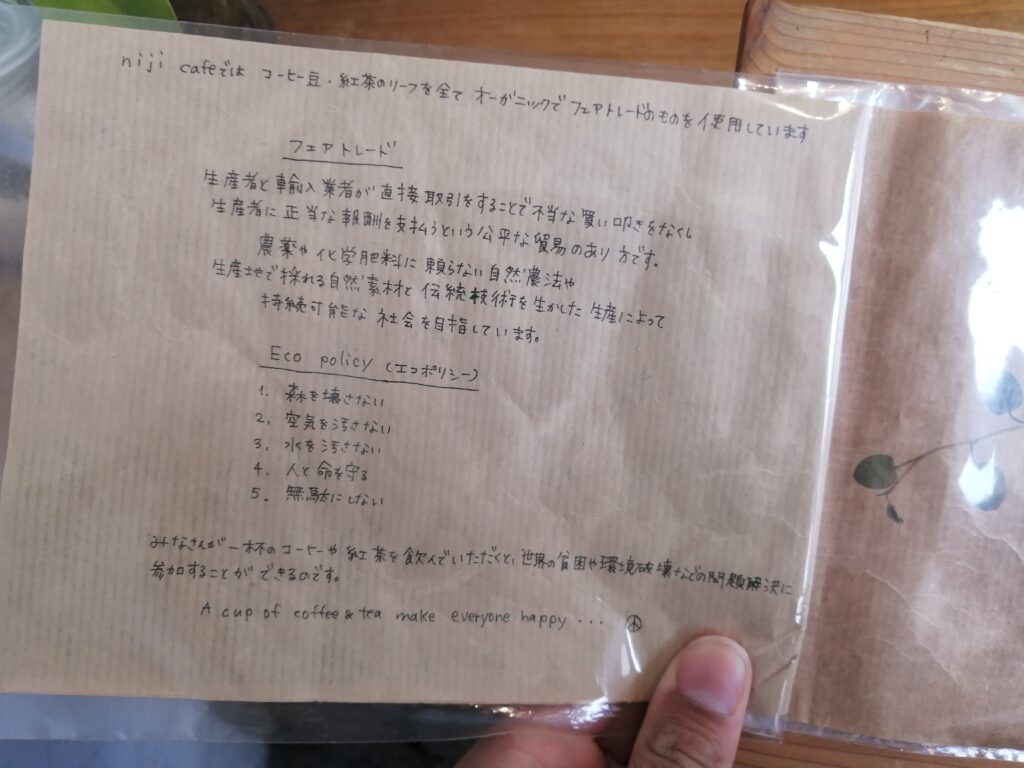 niji cafeでは コーヒー豆・紅茶のリーフを全て オーガニックで フェアトレードのものを使用しています
フェアトレード
生産者と輸入業者が直接取引をすることで不当な買い叩きをなくし
生産者に正当な報酬を支払うという公平な貿易のあり方です。
農薬や化学肥料に頼らない自然農法や
生産地で採れる自然素材と伝統技術を生かした生産によって
持続可能な社会を目指しています。
Eco policy (エコポリシー)
1. 森を壊さない
2. 空気を汚さない
3. 水を汚さない
4. 人と命を守る
5. 無駄にしない
みなさんが一杯のコーヒーや紅茶を飲んでいただくと、世界の貧困や環境破壊などの問題解決に
参加することができるのです。
A cup of coffee & tea make everyone happy ...